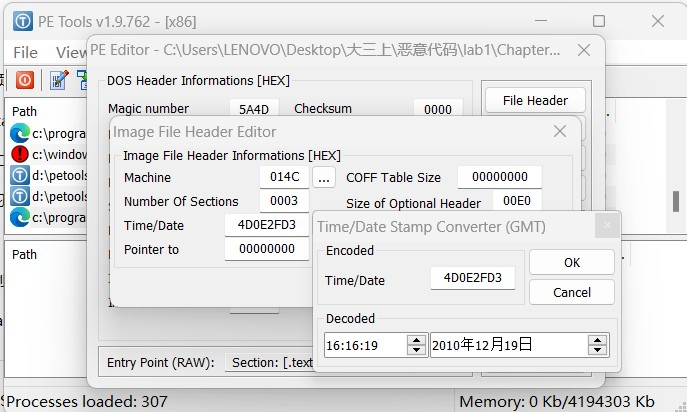 PE Tools v1.9.762 - [x86]
File View
PE Editor - C:\Users\LENOVO\Desktop\大三上\恶意代码\lab1\Chapter...
DOS Header Informations [HEX]
Magic number 5A4D Checksum 0000
File Header
Path
c:\progra
c:\window
d:\petools
d:\petools
c:\progra
Image File Header Editor
Image File Header Informations [HEX]
Machine 014C ... COFF Table Size 00000000
Number Of Sections 0003 Size of Optional Header 00E0
Time/Date 4D0E2FD3
Pointer to 00000000
Time/Date Stamp Converter (GMT)
Encoded
Time/Date 4D0E2FD3
OK
Cancel
Decoded
16:16:19 2010年12月19日
Path
Entry Point (RAW): Section: [.text
Processes loaded: 307 Memory: 0 Kb/4194303 Kb